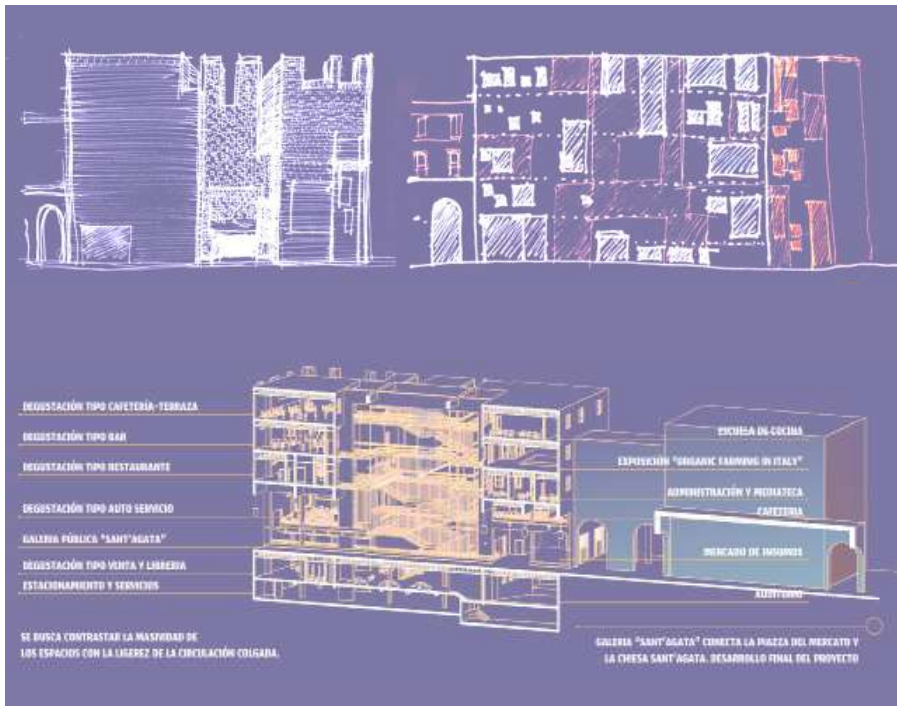 DEGUSTACIÓN TIPO CAFETERÍA-TERRAZA
DEGUSTACIÓN TIPO BAR
DEGUSTACIÓN TIPO RESTAURANTE
DEGUSTACIÓN TIPO AUTO SERVICIO
GALERIA PÚBLICA "SANT'AGATA"
DEGUSTACIÓN TIPO VENTA Y LIBRERIA
ESTACIONAMIENTO Y SERVICIOS
SE BUSCA CONTRASTAR LA MASIVIDAD DE
LOS ESPACIOS CON LA LIGEREZ DE LA CIRCULACIÓN COLGADA.
ESCUELA DE COCINA
EXPOSICIÓN "ORGANIC FARMING IN ITALY"
ADMINISTRACIÓN Y MEDIATECA
CAFETERIA
MERCADO DE INSUMOS
AUDITORIO
GALERIA "SANT'AGATA" CONECTA LA PIAZZA DEL MERCATO Y
LA CHIESA SANT'AGATA. DESARROLLO FINAL DEL PROYECTO